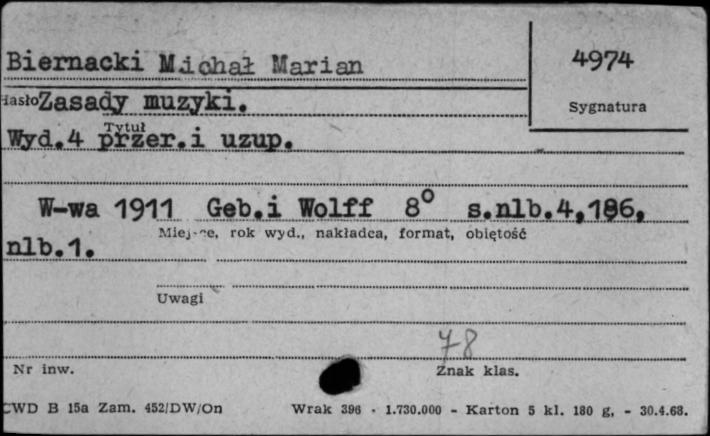 Biernacki Michał Marian
4974
Hasło Zasady muzyki.
Sygnatura
Tytuł
Wyd.4 przer.i uzup.
W-wa 1911 Geb.i Wolff 8° s.nlb.4,186,
Miejsce, rok wyd., nakładca, format, objętość
nlb.1.
Uwagi
78
Nr inw.
Znak klas.
CWD B 15a Zam. 452/DW/On Wrak 396 - 1.730.000 - Karton 5 kl. 180 g. - 30.4.68.